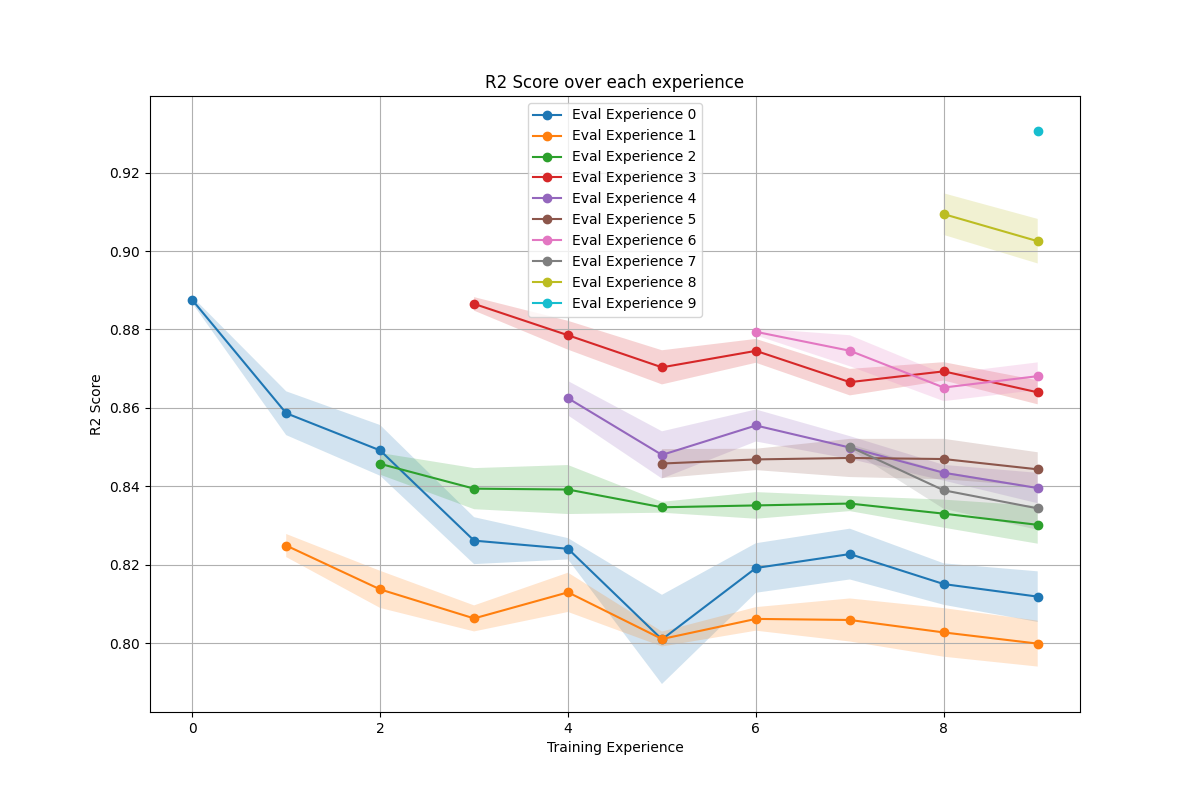 R2 Score over each experience
Eval Experience 0
Eval Experience 1
Eval Experience 2
Eval Experience 3
Eval Experience 4
Eval Experience 5
Eval Experience 6
Eval Experience 7
Eval Experience 8
Eval Experience 9
0.92
0.90
0.88
0.86
0.84
0.82
0.80
R2 Score
0 2 4 6 8
Training Experience